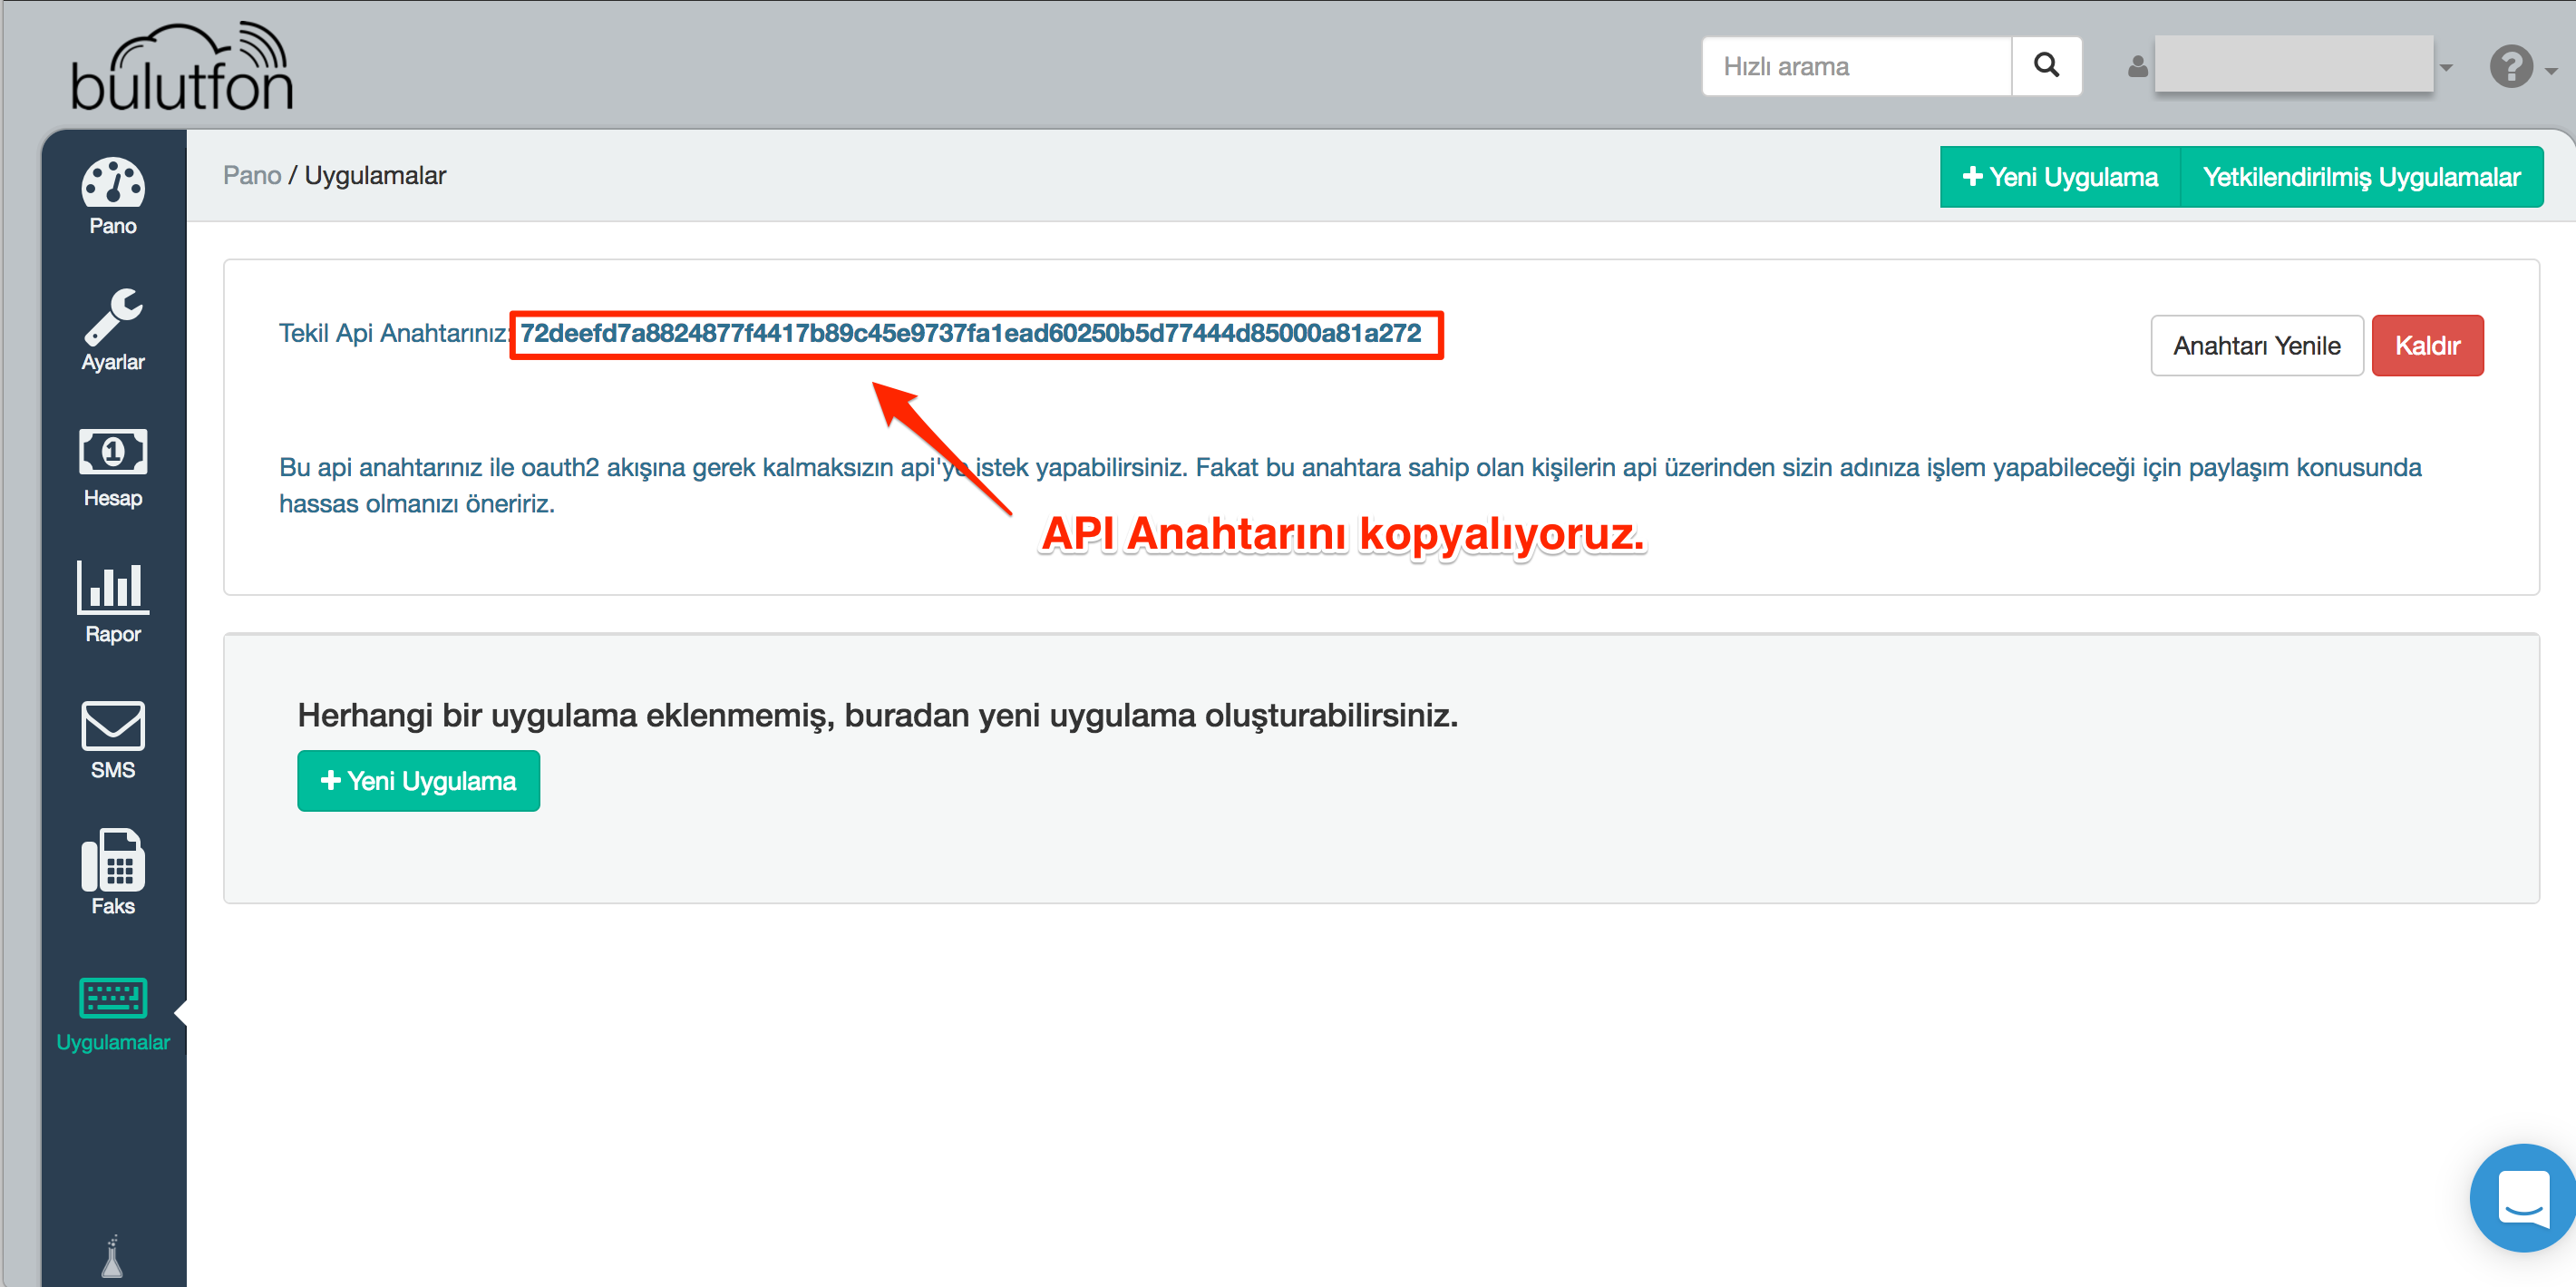 bulutfon
Hızlı arama
?
Pano / Uygulamalar
+ Yeni Uygulama
Yetkilendirilmiş Uygulamalar
Pano
Ayarlar
1
Hesap
Rapor
SMS
Faks
Uygulamalar
Tekil Api Anahtarınız: 72deefd7a8824877f4417b89c45e9737fa1ead60250b5d77444d85000a81a272
Anahtarı Yenile
Kaldır
Bu api anahtarınız ile oauth2 akışına gerek kalmaksızın api'ye istek yapabilirsiniz. Fakat bu anahtara sahip olan kişilerin api üzerinden sizin adınıza işlem yapabileceği için paylaşım konusunda
hassas olmanızı öneririz.
API Anahtarını kopyalıyoruz.
Herhangi bir uygulama eklenmemiş, buradan yeni uygulama oluşturabilirsiniz.
+ Yeni Uygulama